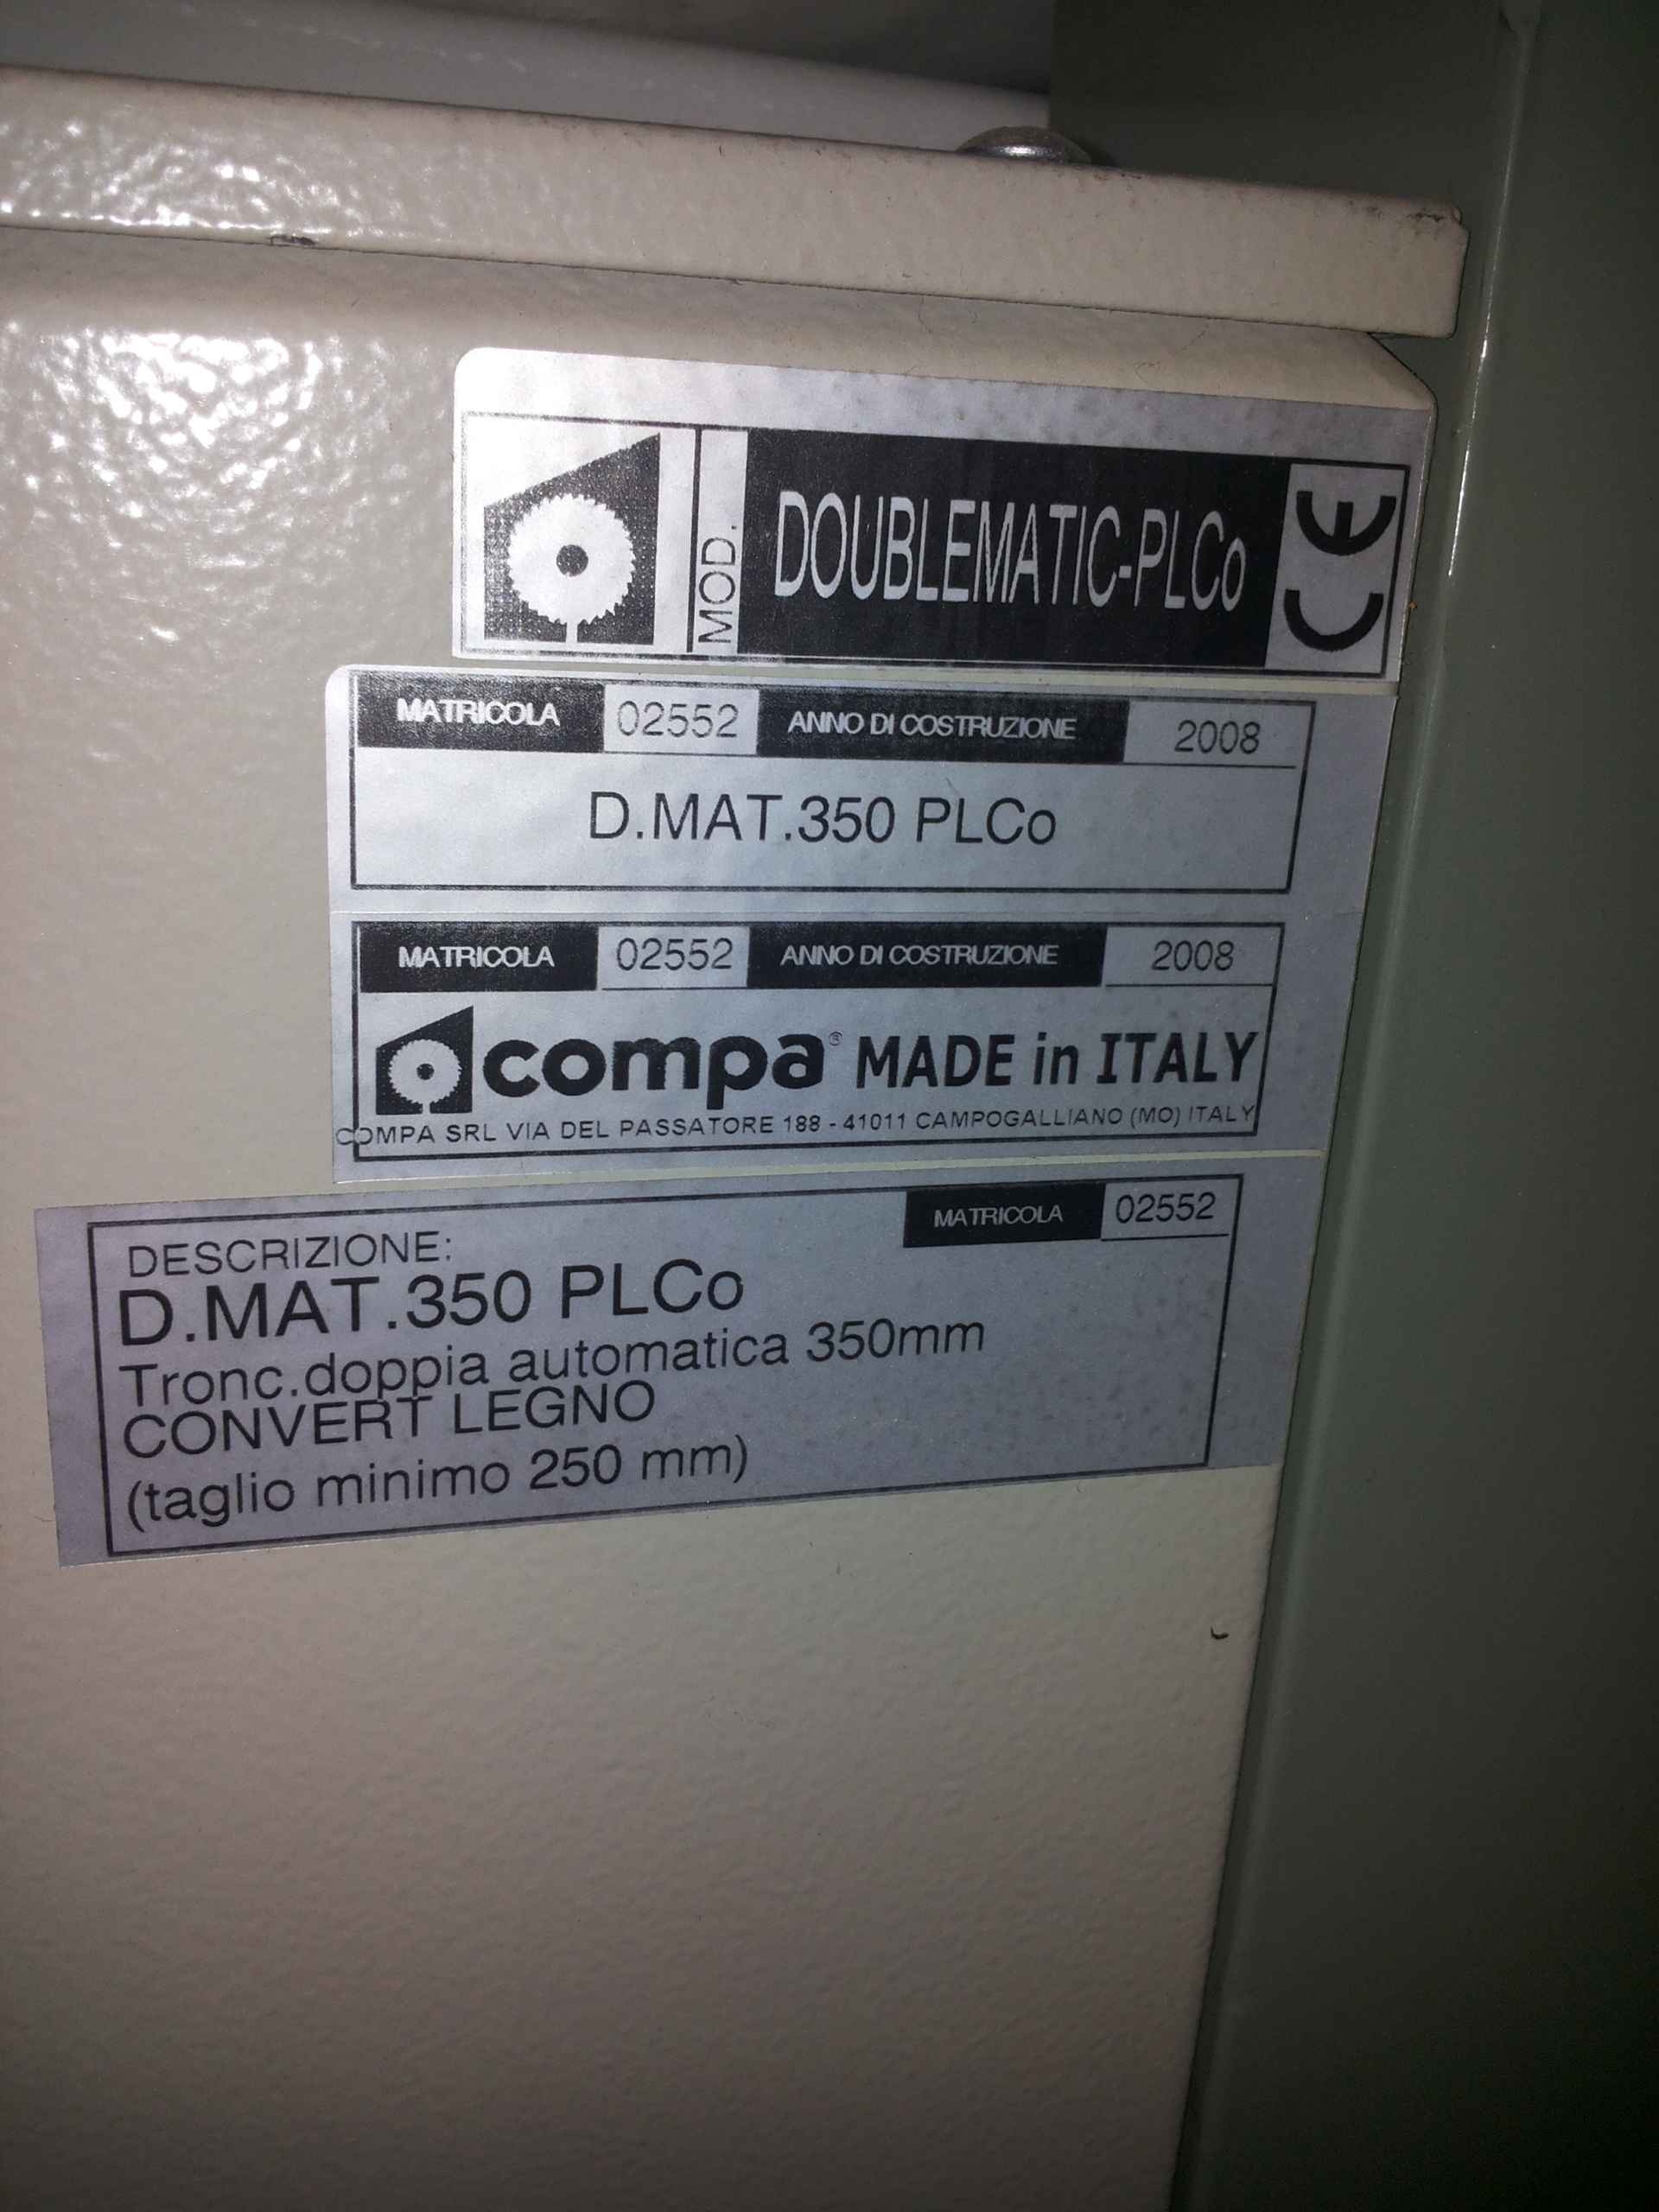 MOD. DOUBLEMATIC-PLCo CE
MATRICOLA 02552 ANNO DI COSTRUZIONE 2008
D.MAT.350 PLCo
MATRICOLA 02552 ANNO DI COSTRUZIONE 2008
compa® MADE in ITALY
COMPA SRL VIA DEL PASSATORE 188 - 41011 CAMPOGALLIANO (MO) ITALY
MATRICOLA 02552
DESCRIZIONE:
D.MAT.350 PLCo
Tronc.doppia automatica 350mm
CONVERT LEGNO
(taglio minimo 250 mm)